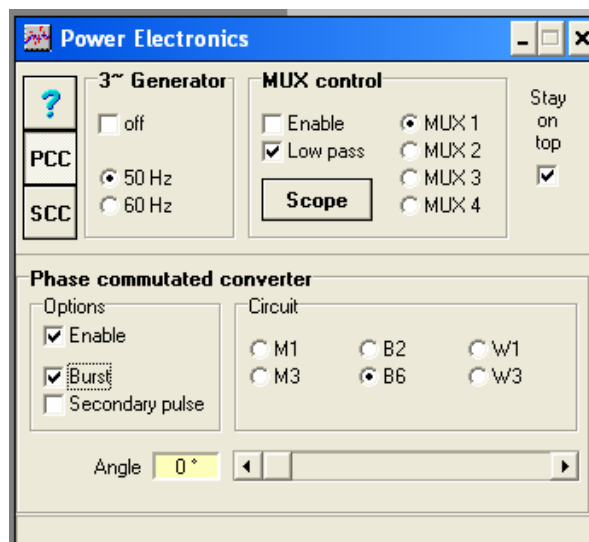 Power Electronics
?
PCC
SCC
3~ Generator
off
50 Hz
60 Hz
MUX control
Enable
Low pass
Scope
MUX 1
MUX 2
MUX 3
MUX 4
Stay
on
top
Phase commutated converter
Options
Enable
Burst
Secondary pulse
Circuit
M1 B2 W1
M3 B6 W3
Angle 0 °